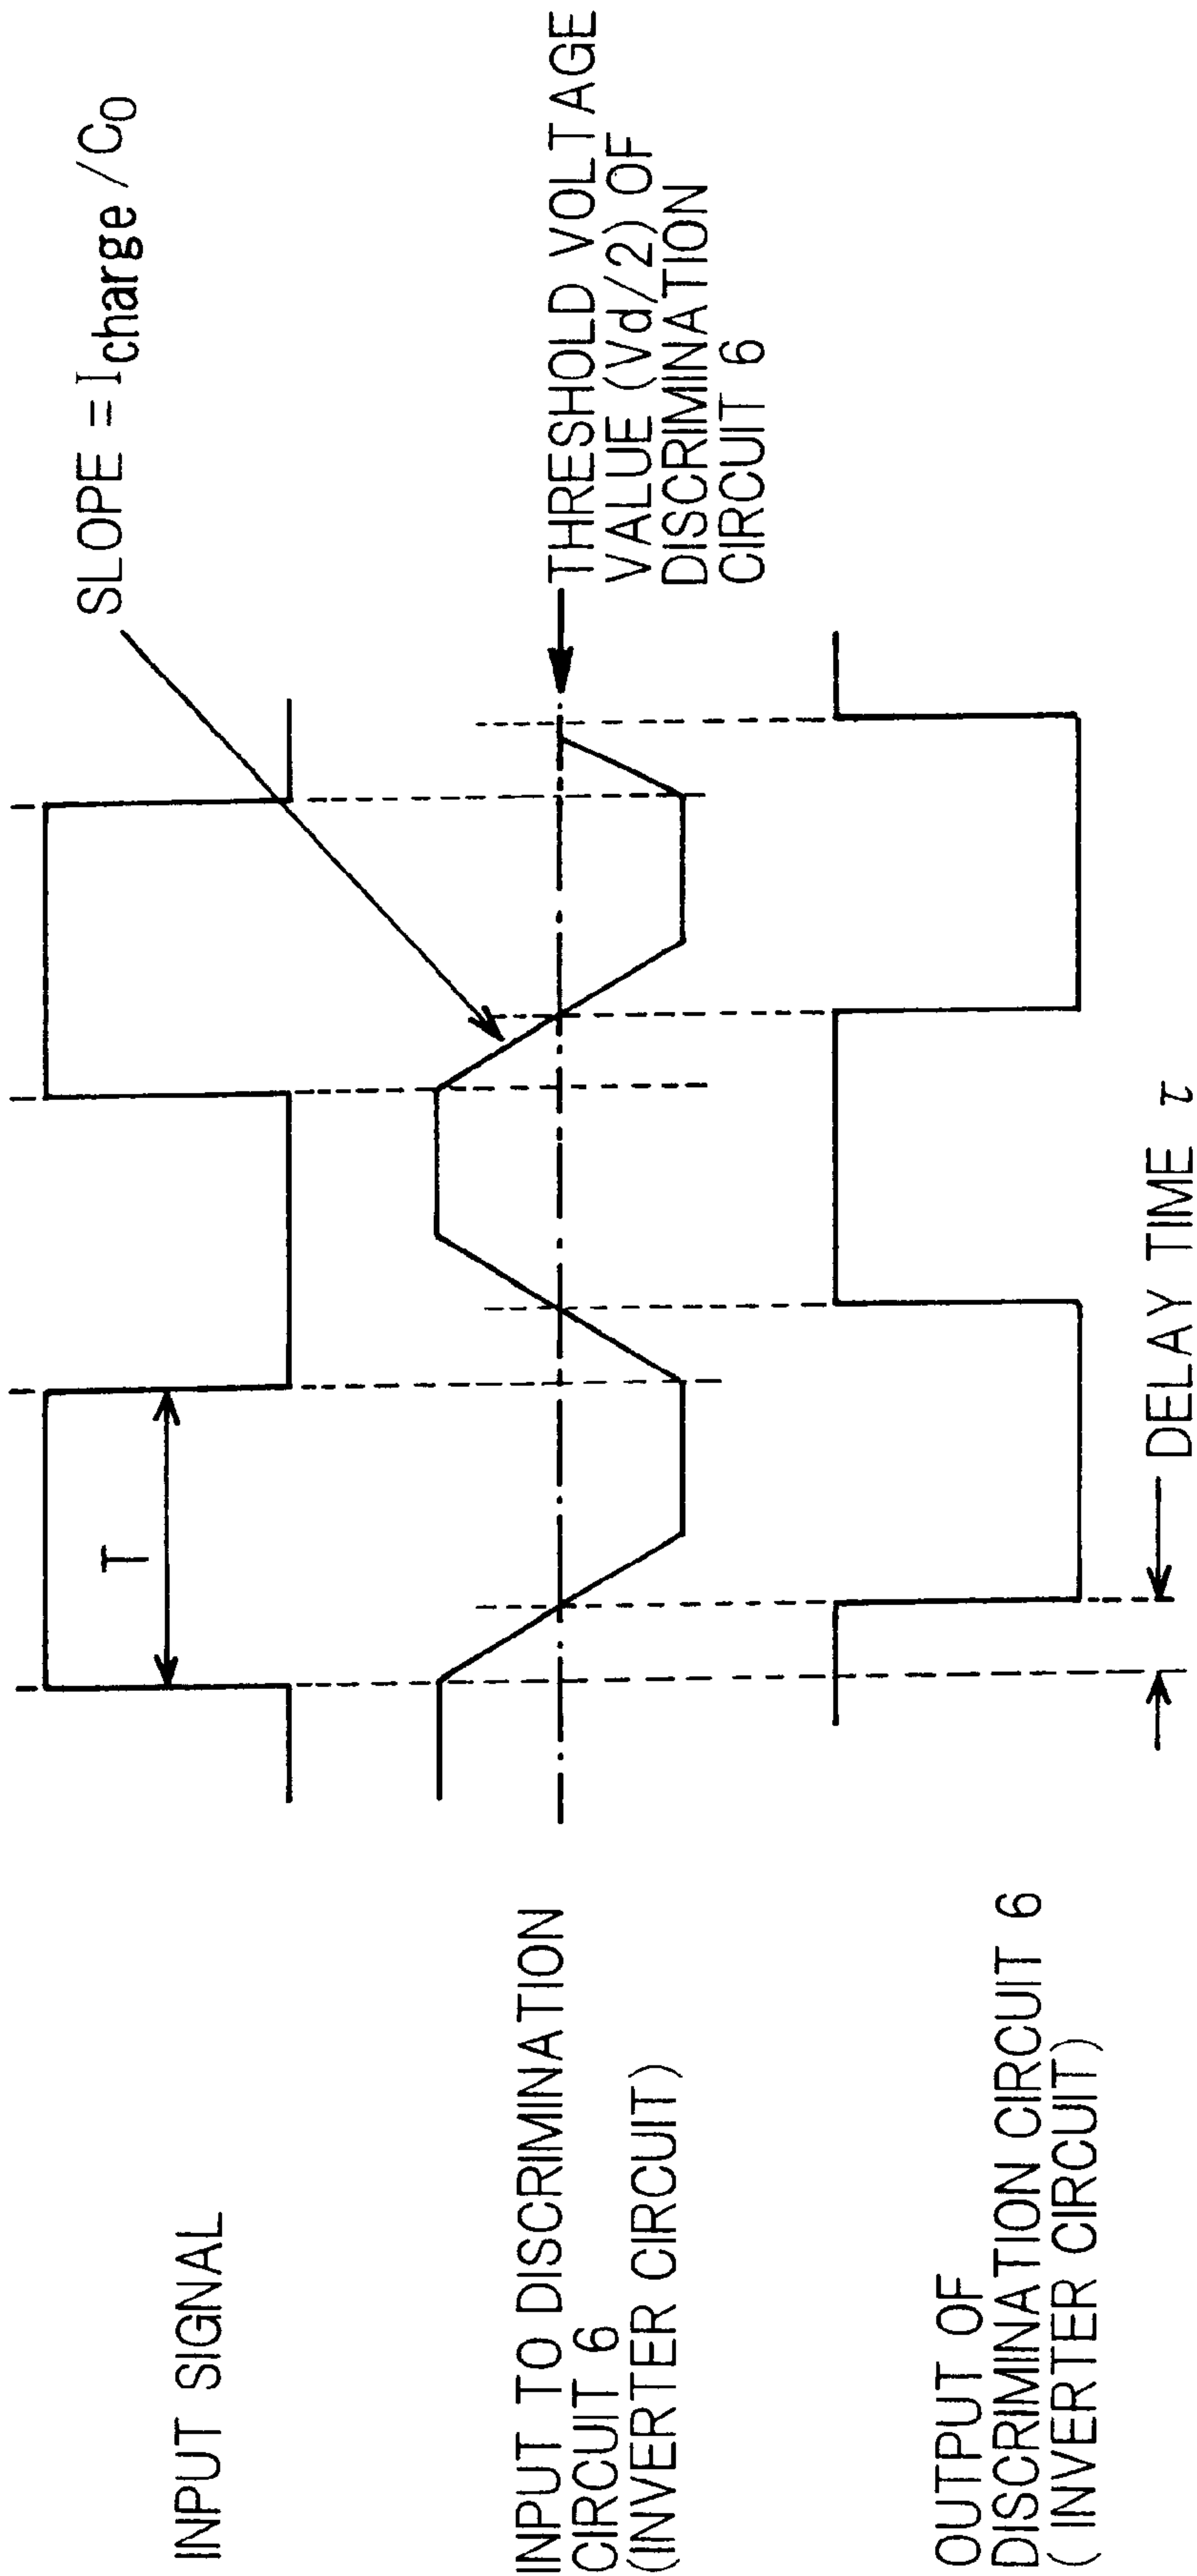 SLOPE = Icharge / C0
INPUT SIGNAL
T
INPUT TO DISCRIMINATION
CIRCUIT 6
(INVERTER CIRCUIT)
THRESHOLD VOLTAGE
VALUE (Vd/2) OF
DISCRIMINATION
CIRCUIT 6
OUTPUT OF
DISCRIMINATION CIRCUIT 6
( INVERTER CIRCUIT)
DELAY TIME τ